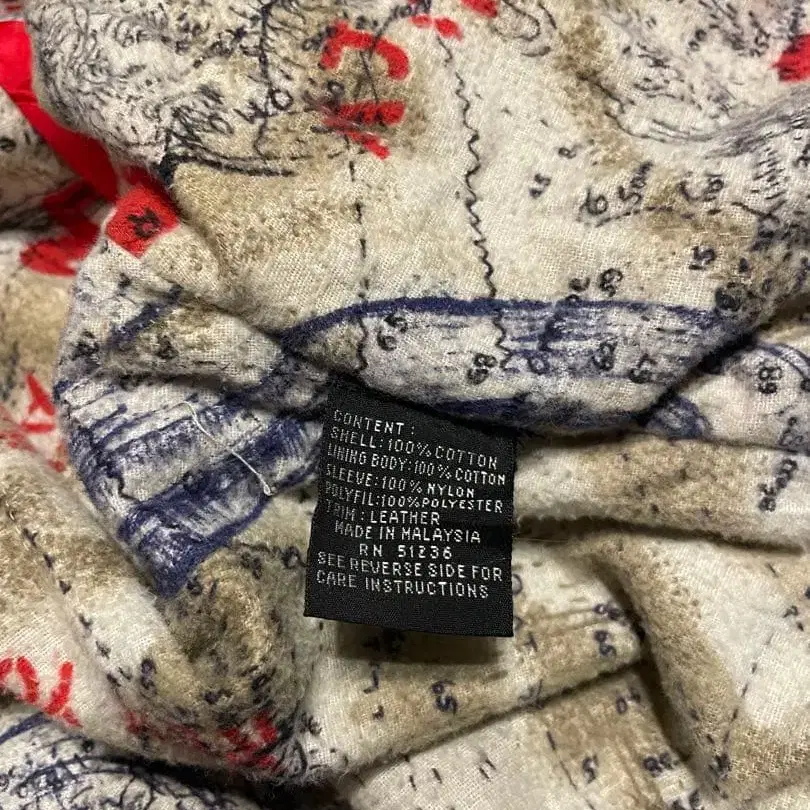 CONTENT :
SHELL: 100% COTTON
LINING BODY: 100% COTTON
SLEEVE: 100% NYLON
POLYFIL: 100% POLYESTER
TRIM : LEATHER
MADE IN MALAYSIA
RN 51236
SEE REVERSE SIDE FOR
CARE INSTRUCTIONS